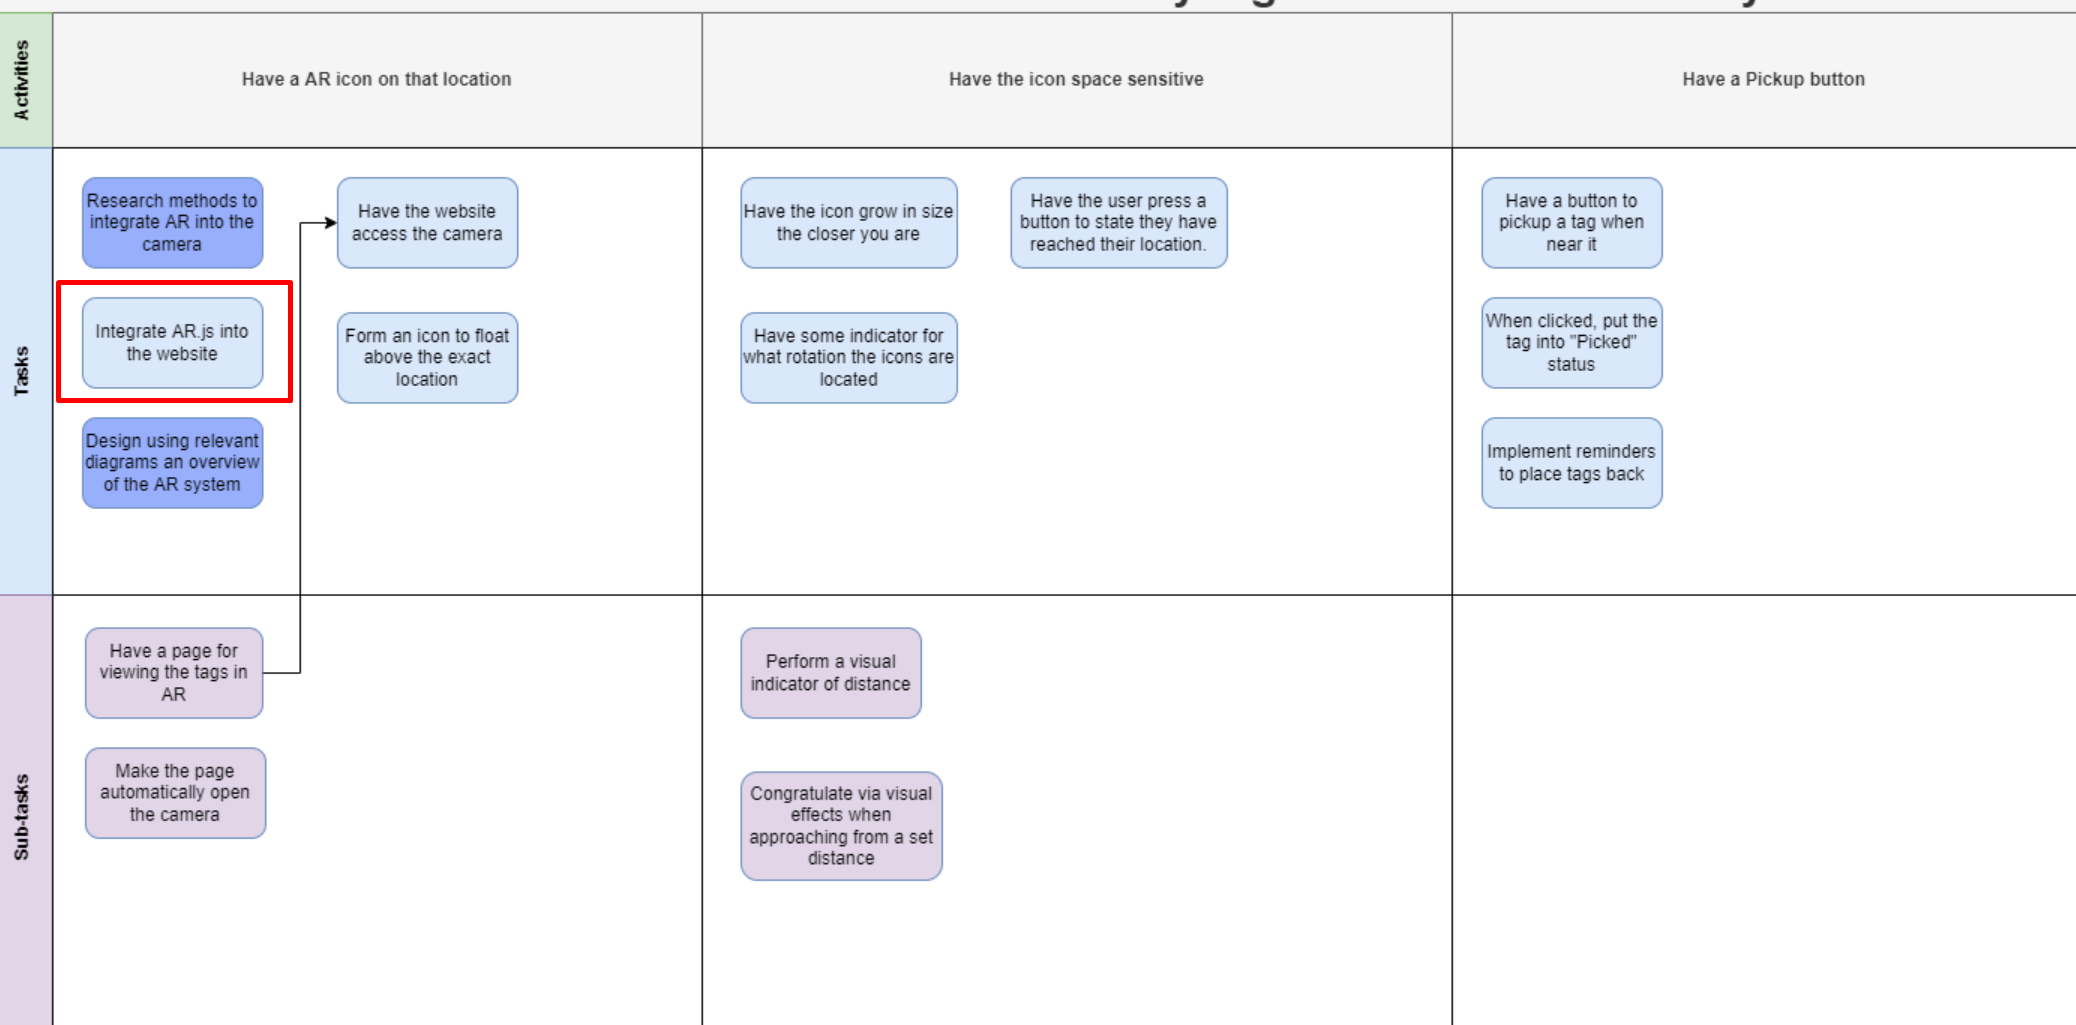 Activities
Have a AR icon on that location
Have the icon space sensitive
Have a Pickup button
Tasks
Research methods to
integrate AR into the
camera
Have the website
access the camera
Integrate AR.js into
the website
Form an icon to float
above the exact
location
Design using relevant
diagrams an overview
of the AR system
Have the icon grow in size
the closer you are
Have the user press a
button to state they have
reached their location.
Have some indicator for
what rotation the icons are
located
Have a button to
pickup a tag when
near it
When clicked, put the
tag into "Picked"
status
Implement reminders
to place tags back
Sub-tasks
Have a page for
viewing the tags in
AR
Make the page
automatically open
the camera
Perform a visual
indicator of distance
Congratulate via visual
effects when
approaching from a set
distance